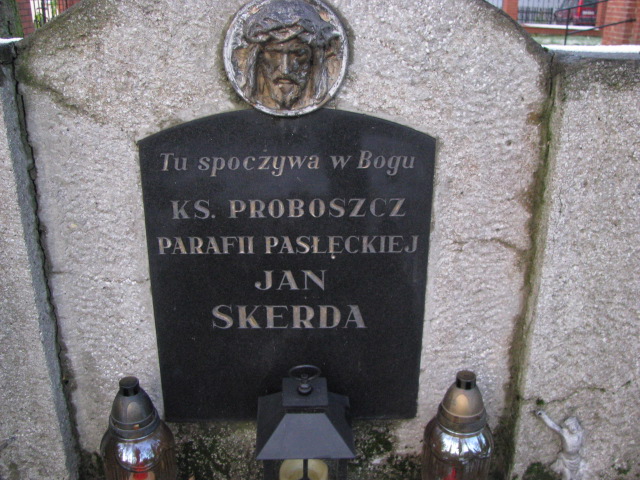 Tu spoczywa w Bogu
KS. PROBOSZCZ
PARAFII PASŁĘCKIEJ
JAN
SKERDA